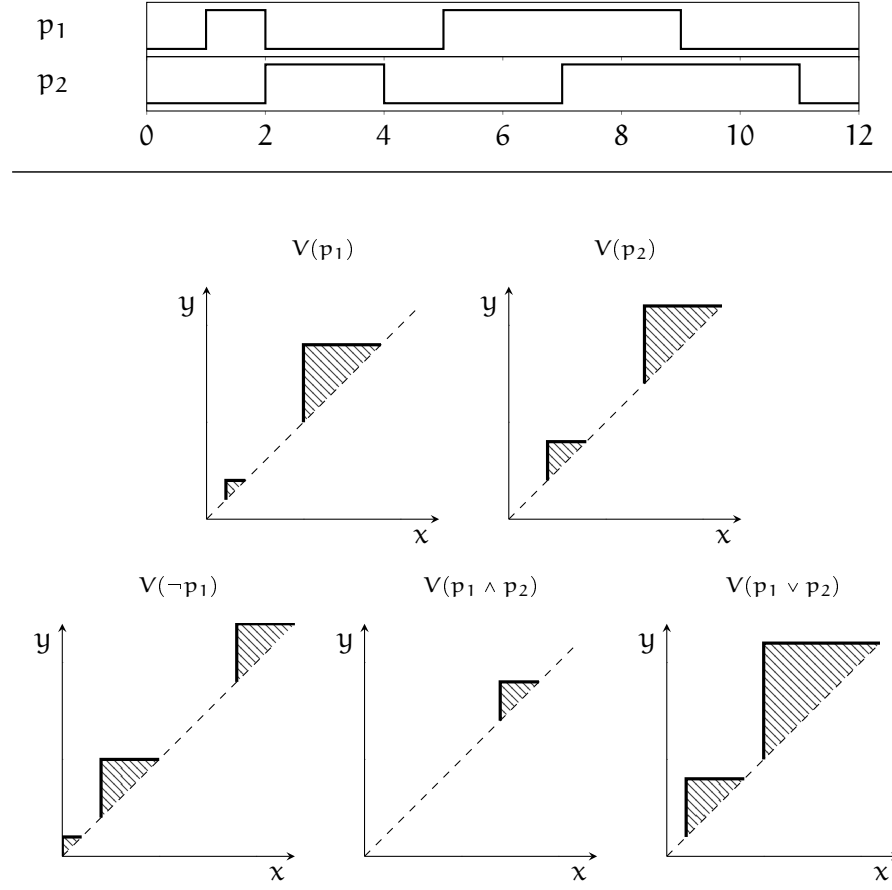 p₁
p₂
0 2 4 6 8 10 12
V(p₁) V(p₂)
y y
x x
V(¬p₁) V(p₁ ∧ p₂) V(p₁ ∨ p₂)
y y y
x x x